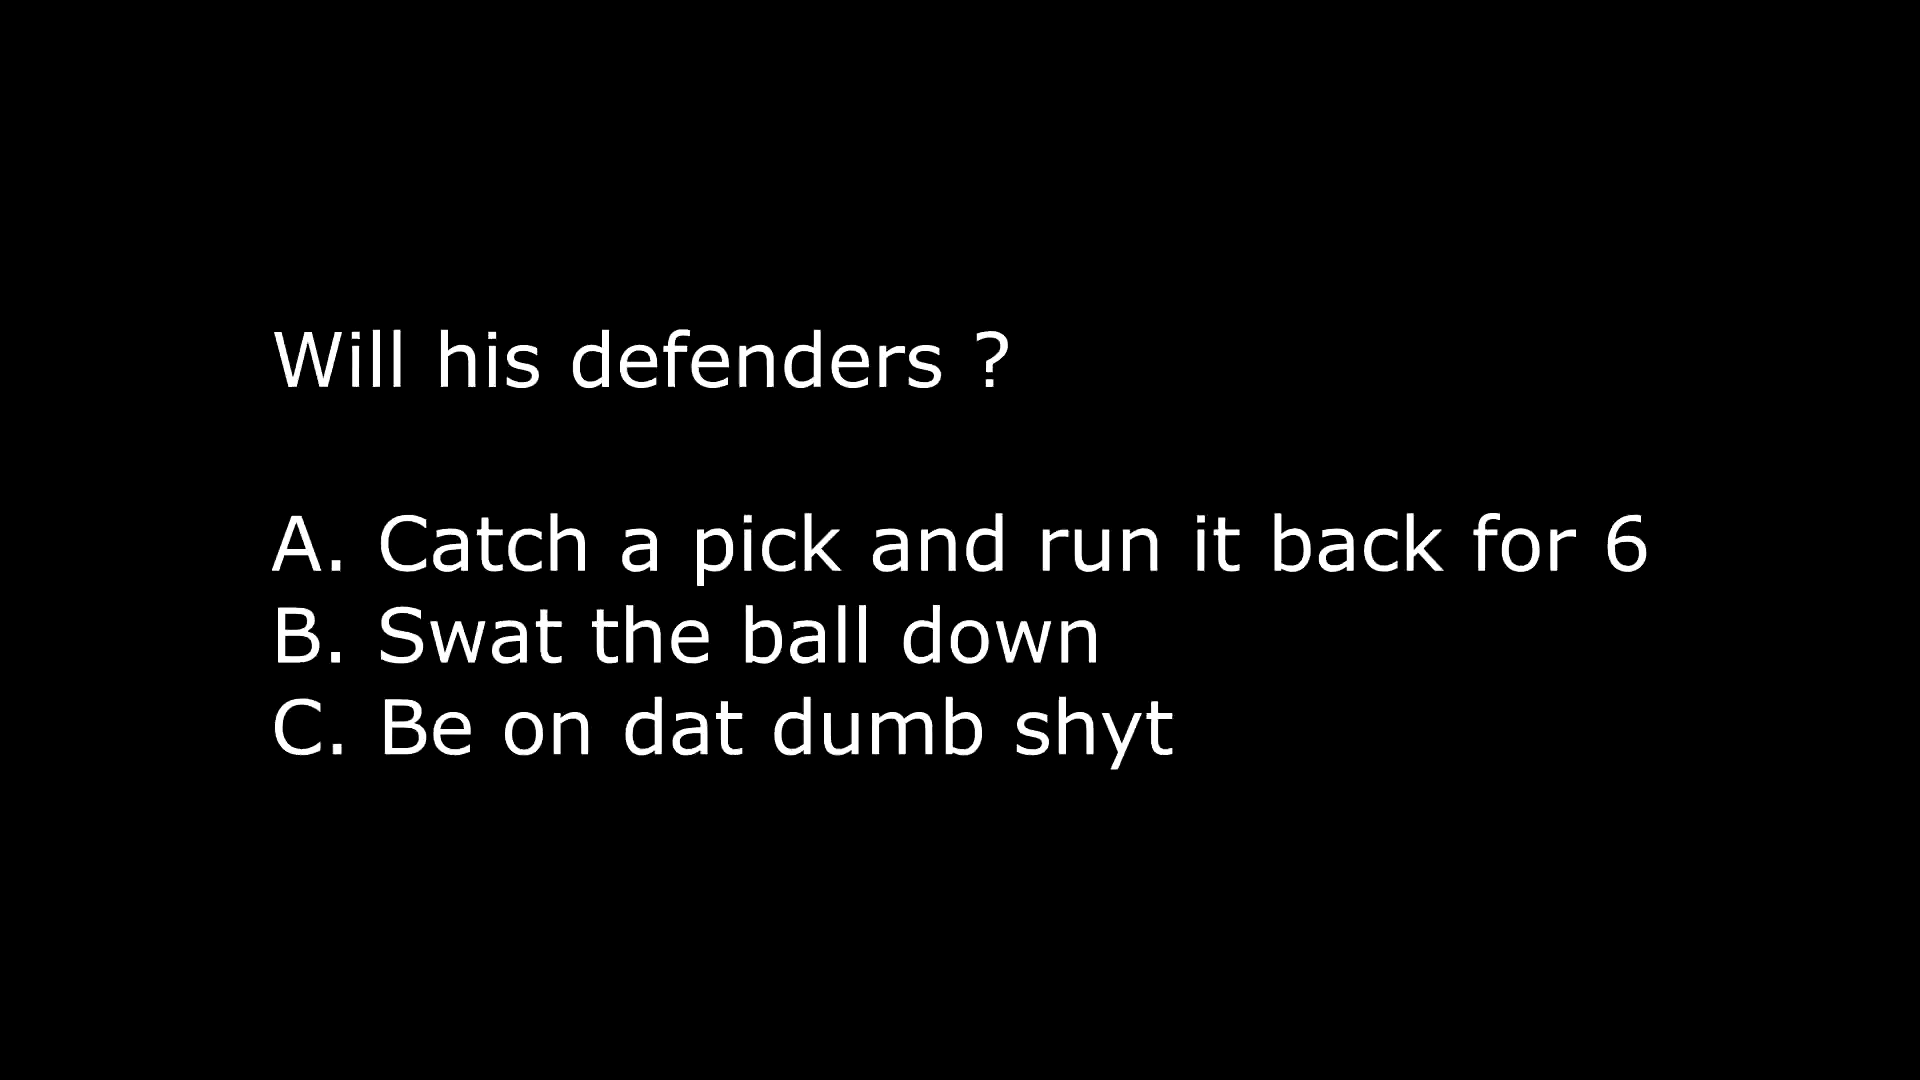 Will his defenders ?
A. Catch a pick and run it back for 6
B. Swat the ball down
C. Be on dat dumb shyt